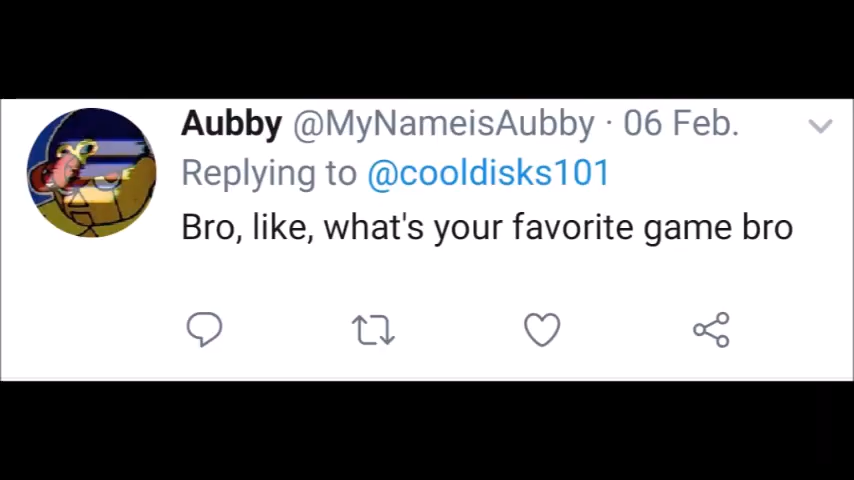 Aubby @MyNameisAubby · 06 Feb.
Replying to @cooldisks101
Bro, like, what's your favorite game bro